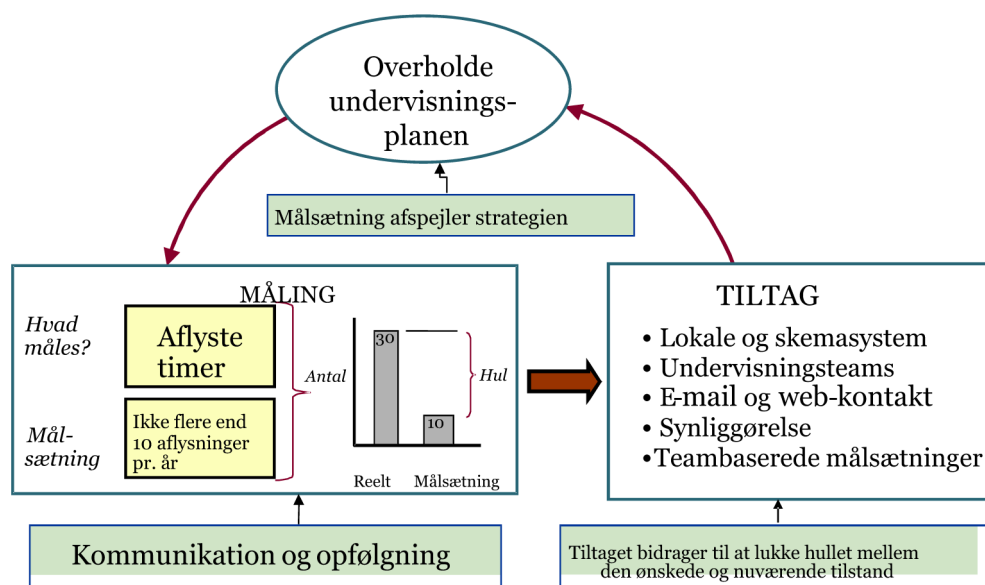 Overholde
undervisnings-
planen
Målsætning afspejler strategien
MÅLING
Hvad
måles?
Aflyste
timer
Mål-
sætning
Ikke flere end
10 aflysninger
pr. år
Antal
30
10
Hul
Reelt
Målsætning
TILTAG
• Lokale og skemasystem
• Undervisningsteams
• E-mail og web-kontakt
• Synliggørelse
• Teambaserede målsætninger
Kommunikation og opfølgning
Tiltaget bidrager til at lukke hullet mellem
den ønskede og nuværende tilstand